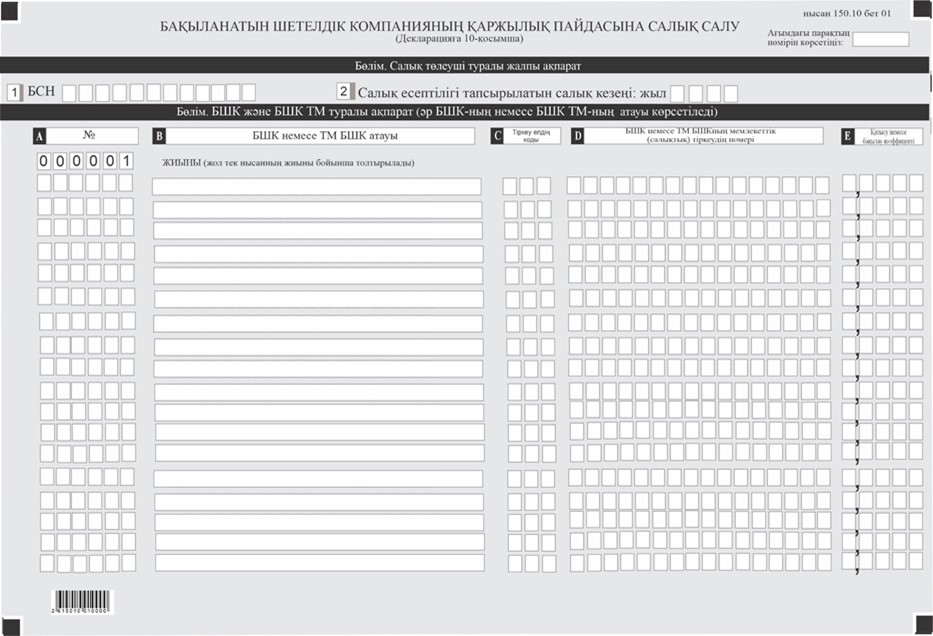 нысан 150.10 бет 01
БАҚЫЛАНАТЫН ШЕТЕЛДІК КОМПАНИЯНЫҢ ҚАРЖЫЛЫҚ ПАЙДАСЫНА САЛЫҚ САЛУ
(Декларацияға 10-қосымша)
Ағымдағы парақтың
нөмірін көрсетіңіз:
Бөлім. Салық төлеуші туралы жалпы ақпарат
1 БСН
2 Салық есептілігі тапсырылатын салық кезеңі: жыл
Бөлім. БШК және БШК ТМ туралы ақпарат (әр БШК-ның немесе БШК ТМ-ның атауы көрсетіледі)
A №
B БШК немесе ТМ БШК атауы
C Тіркеу елдің
коды
D БШК немесе ТМ БШКның мемлекеттік
(салықтық) тіркеудің нөмері
E Қатысу немесе
бақылау коэффициенті
000001 ЖИЫНЫ (жол тек нысанның жиыны бойынша толтырылады)